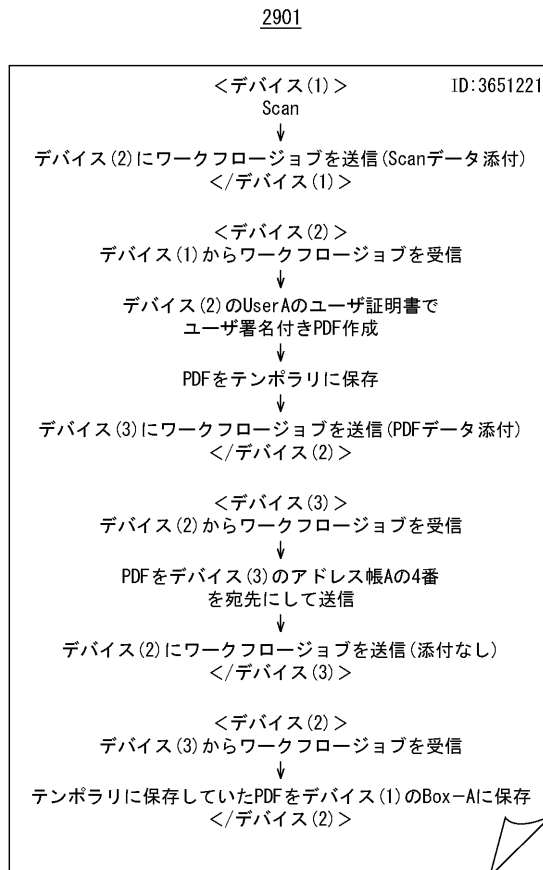 2901
<デバイス(1)> ID:3651221
Scan
↓
デバイス(2)にワークフロージョブを送信(Scanデータ添付)
</デバイス(1)>
<デバイス(2)>
デバイス(1)からワークフロージョブを受信
↓
デバイス(2)のUserAのユーザ証明書で
ユーザ署名付きPDF作成
↓
PDFをテンポラリに保存
↓
デバイス(3)にワークフロージョブを送信(PDFデータ添付)
</デバイス(2)>
<デバイス(3)>
デバイス(2)からワークフロージョブを受信
↓
PDFをデバイス(3)のアドレス帳Aの4番
を宛先にして送信
↓
デバイス(2)にワークフロージョブを送信(添付なし)
</デバイス(3)>
<デバイス(2)>
デバイス(3)からワークフロージョブを受信
↓
テンポラリに保存していたPDFをデバイス(1)のBox-Aに保存
</デバイス(2)>